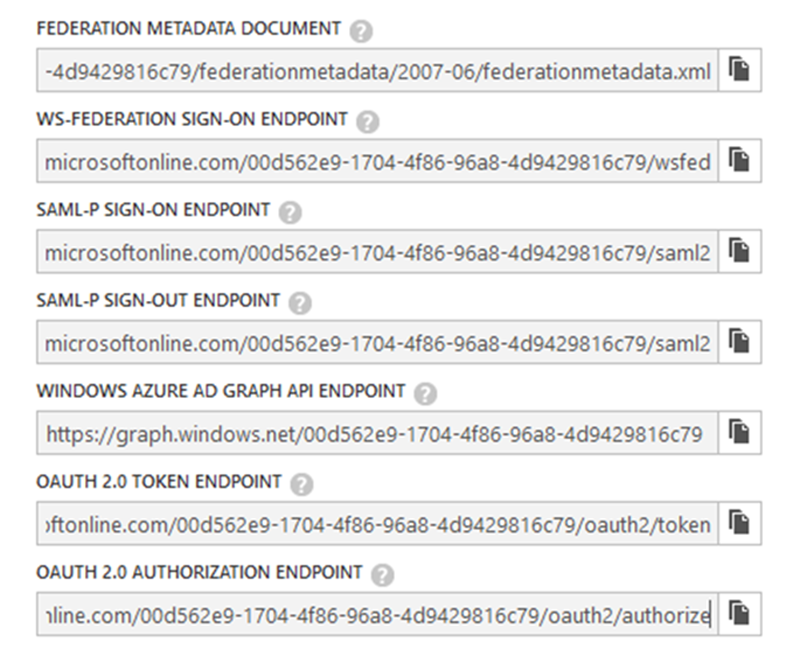 FEDERATION METADATA DOCUMENT ?
-4d9429816c79/federationmetadata/2007-06/federationmetadata.xml
WS-FEDERATION SIGN-ON ENDPOINT ?
microsoftonline.com/00d562e9-1704-4f86-96a8-4d9429816c79/wsfed
SAML-P SIGN-ON ENDPOINT ?
microsoftonline.com/00d562e9-1704-4f86-96a8-4d9429816c79/saml2
SAML-P SIGN-OUT ENDPOINT ?
microsoftonline.com/00d562e9-1704-4f86-96a8-4d9429816c79/saml2
WINDOWS AZURE AD GRAPH API ENDPOINT ?
https://graph.windows.net/00d562e9-1704-4f86-96a8-4d9429816c79
OAUTH 2.0 TOKEN ENDPOINT ?
oftonline.com/00d562e9-1704-4f86-96a8-4d9429816c79/oauth2/token
OAUTH 2.0 AUTHORIZATION ENDPOINT ?
nline.com/00d562e9-1704-4f86-96a8-4d9429816c79/oauth2/authorize